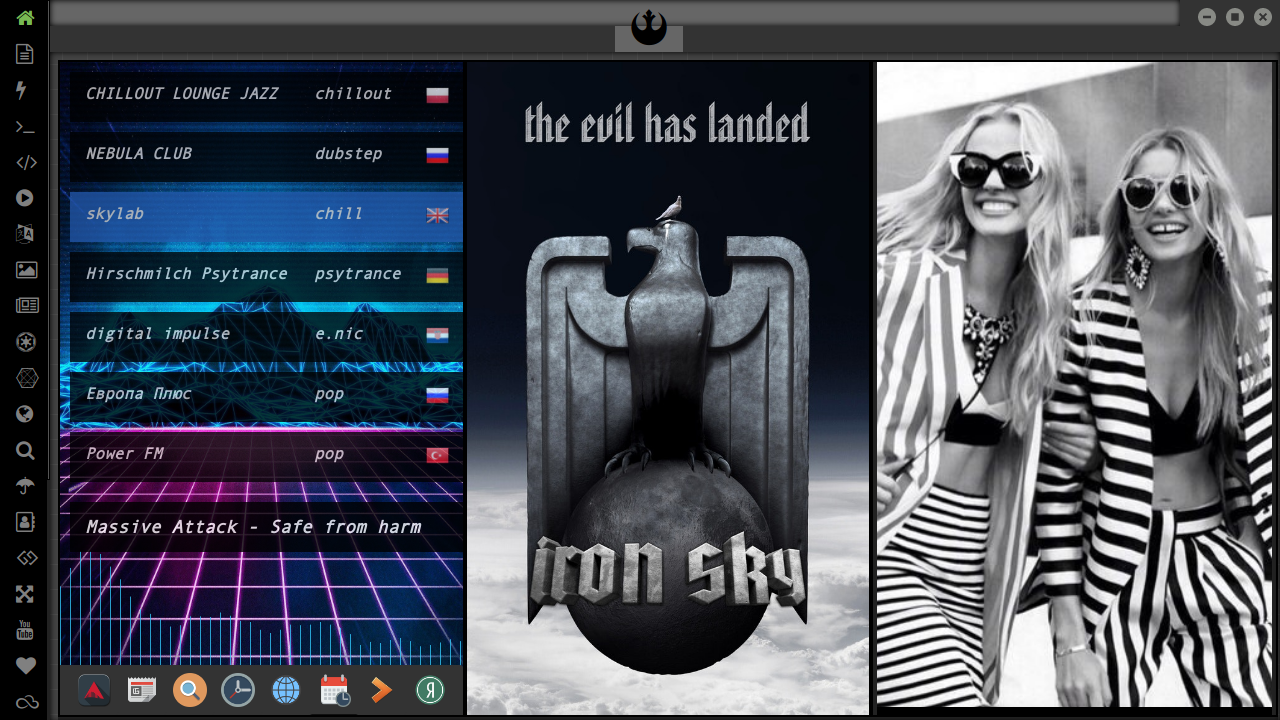 CHILLOUT LOUNGE JAZZ chillout
NEBULA CLUB dubstep
skylab chill
Hirschmilch Psytrance psytrance
digital impulse e.nic
Европа Плюс pop
Power FM pop
Massive Attack - Safe from harm
the evil has landed
iron sky
You
Tube
Я